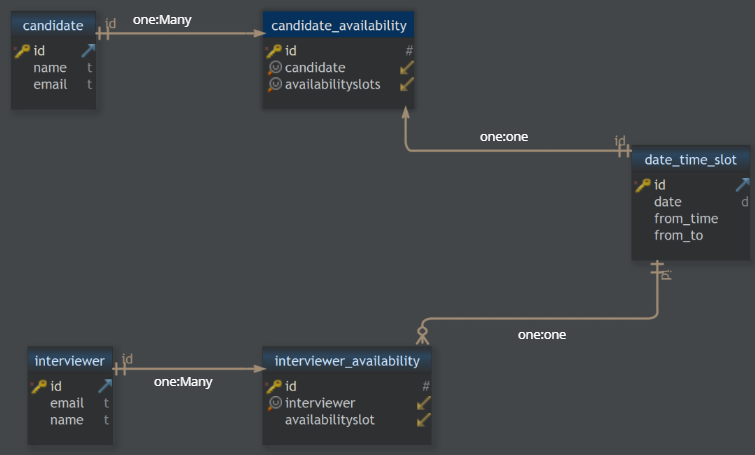 candidate
id
one:Many
candidate_availability
id
name t
email t
id #
candidate
availabilityslots
one:one
id
date_time_slot
id
date d
from_time
from_to
id
one:one
interviewer
id
one:Many
interviewer_availability
id
email t
name t
id #
interviewer
availabilityslot